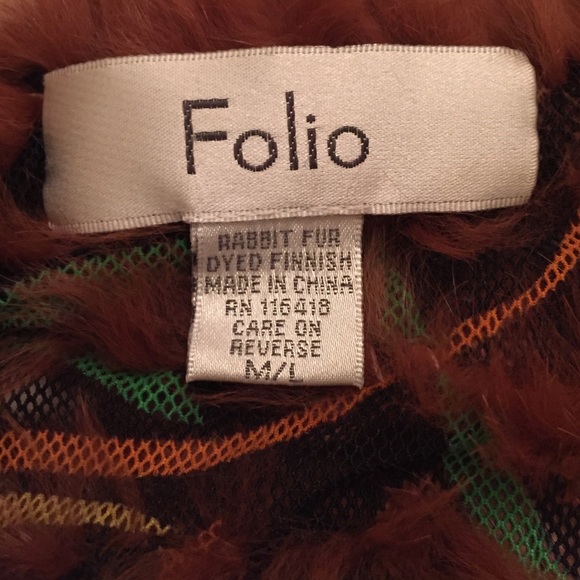 Folio
RABBIT FUR
DYED FINNISH
MADE IN CHINA
RN 116418
CARE ON
REVERSE
M/L